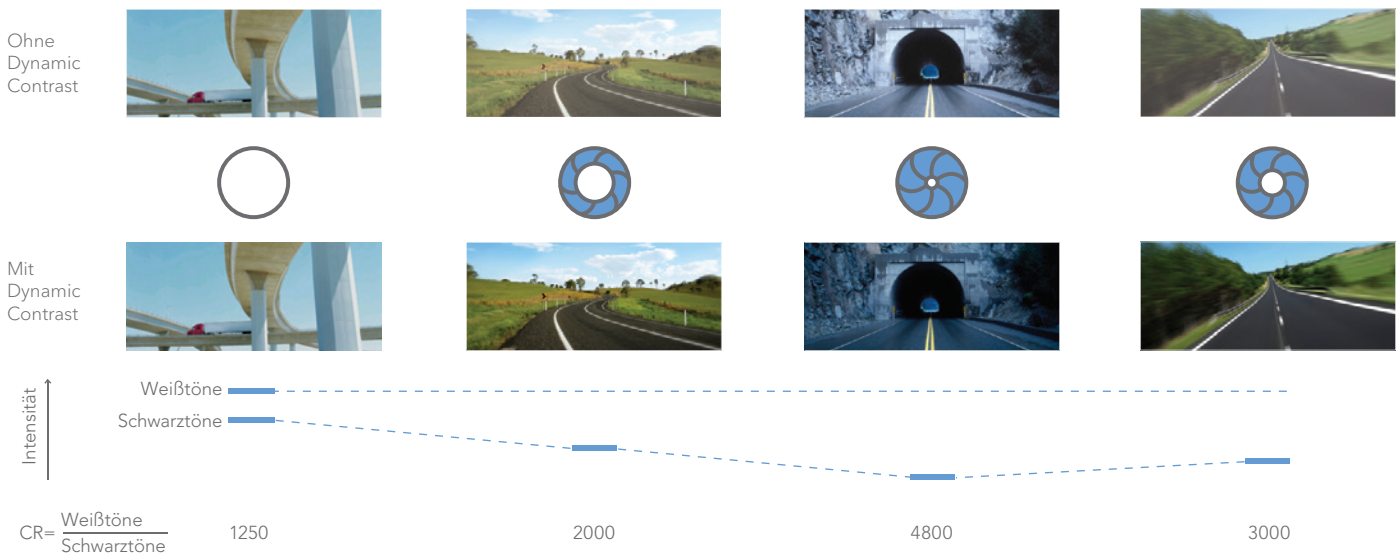 Ohne
Dynamic
Contrast
Mit
Dynamic
Contrast
Intensität
Weißtöne
Schwarztöne
CR= Weißtöne
Schwarztöne
1250 2000 4800 3000